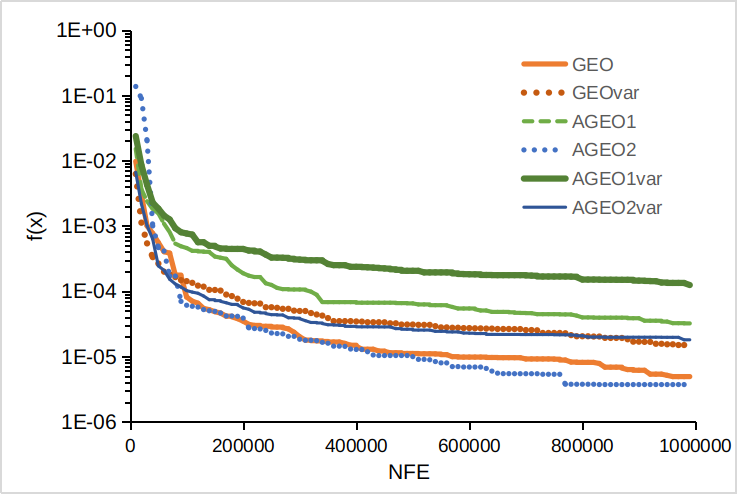 1E+00
1E-01
1E-02
1E-03
1E-04
1E-05
1E-06
f(x)
GEO
GEOvar
AGEO1
AGEO2
AGEO1var
AGEO2var
0 200000 400000 600000 800000 1000000
NFE